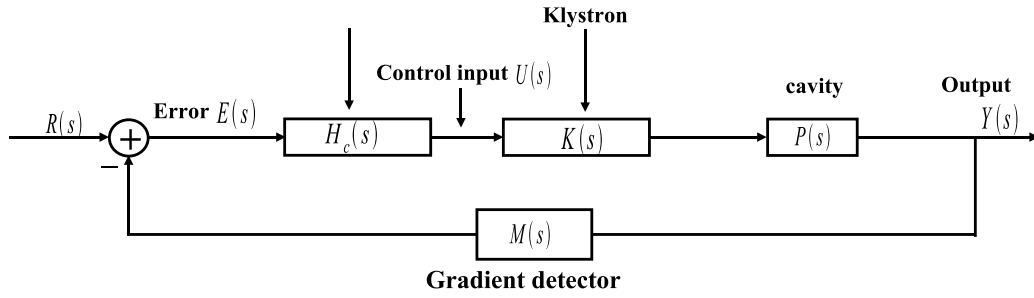 Klystron
Control input U(s)
cavity
Output
Error E(s)
R(s)
Y(s)
+
H_c(s)
K(s)
P(s)
−
M(s)
Gradient detector